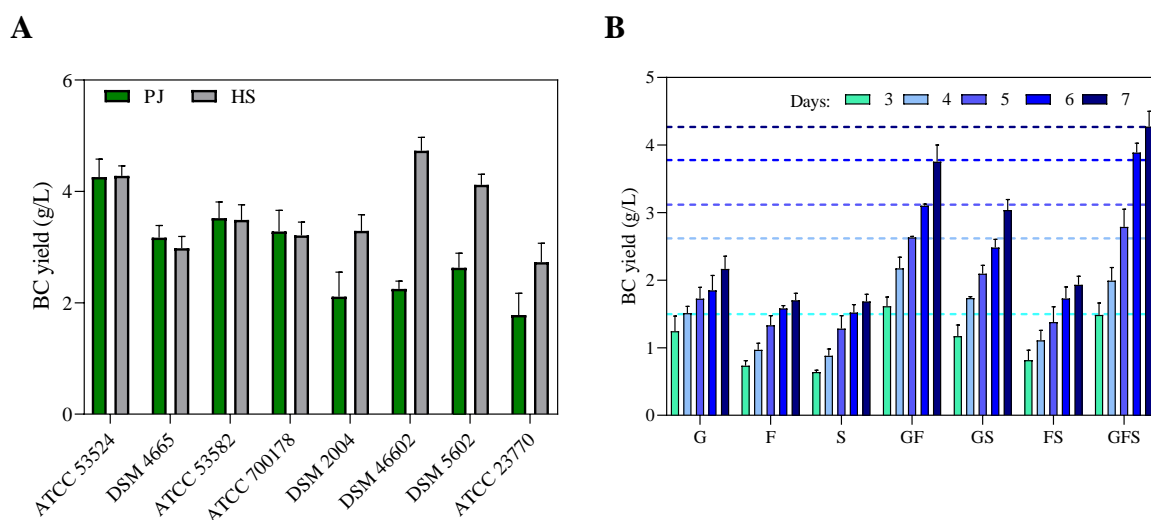 A
BC yield (g/L)
6
4
2
0
PJ HS
ATCC 53524
DSM 4665
ATCC 53582
ATCC 700178
DSM 2004
DSM 46602
DSM 5602
ATCC 23770
B
BC yield (g/L)
5
4
3
2
1
0
Days: 3 4 5 6 7
G F S GF GS FS GFS